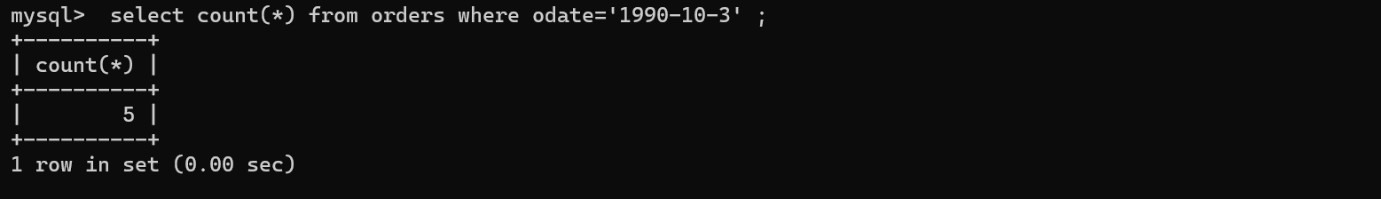 mysql>  select count(*) from orders where odate='1990-10-3' ;
+----------+
| count(*) |
+----------+
|        5 |
+----------+
1 row in set (0.00 sec)